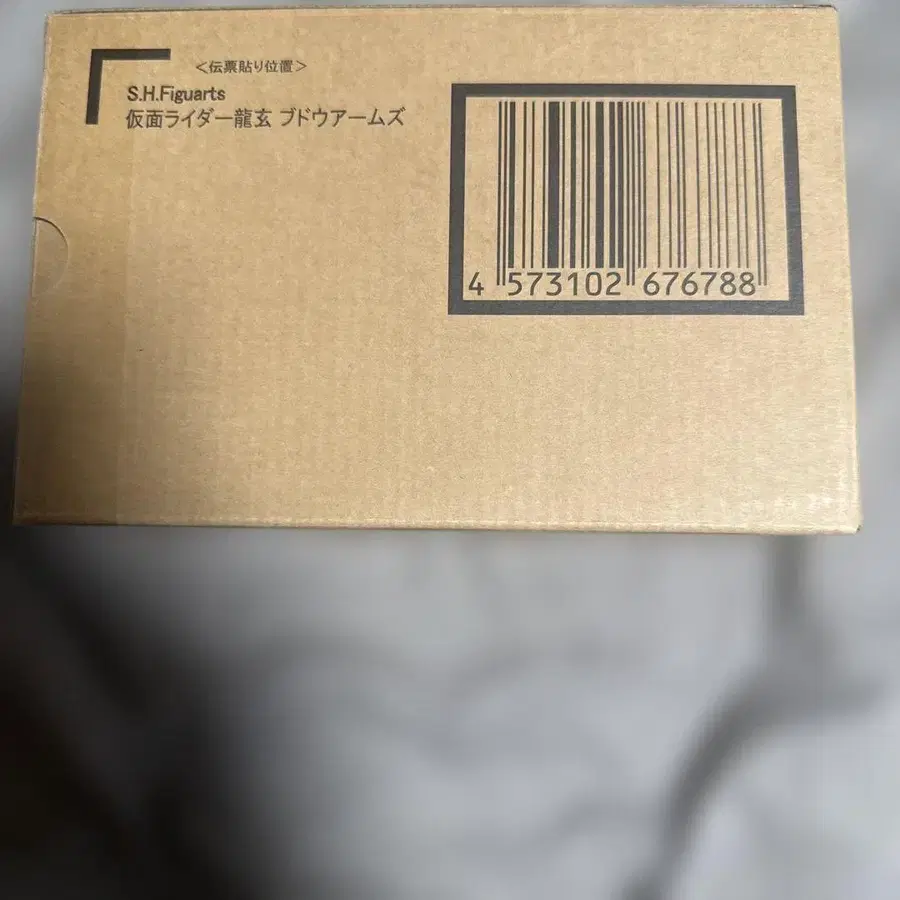 <伝票貼り位置>
S.H.Figuarts
仮面ライダー龍玄 ブドウアームズ
4 573102 676788